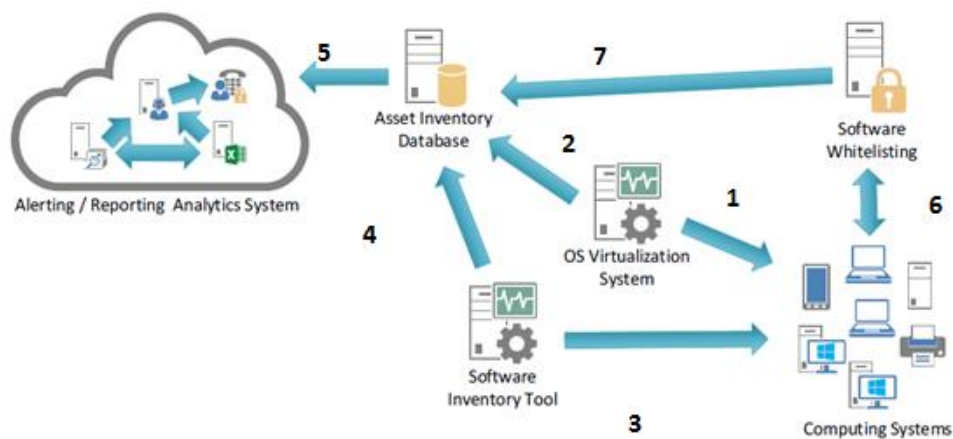 5
7
Asset Inventory
Database
Software
Whitelisting
2
Alerting / Reporting Analytics System
1
6
4
OS Virtualization
System
Software
Inventory Tool
3
Computing Systems